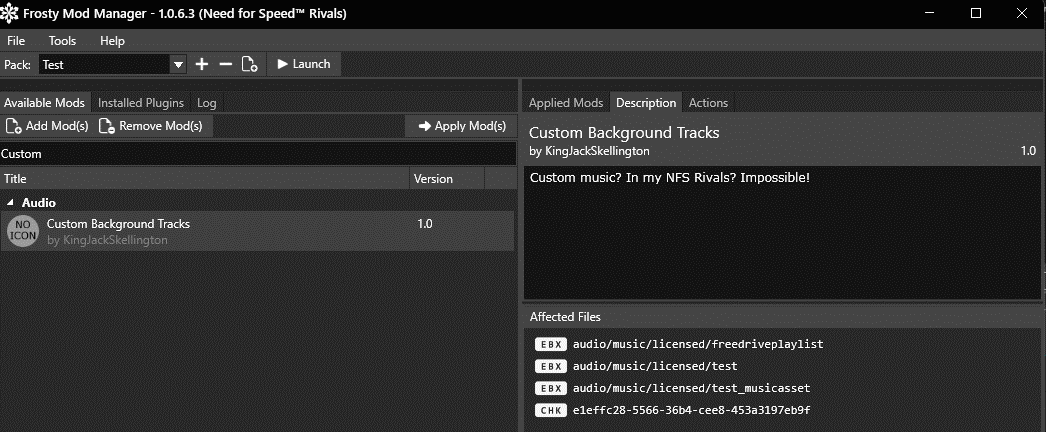 Frosty Mod Manager - 1.0.6.3 (Need for Speed™ Rivals)
File Tools Help
Pack: Test Launch
Available Mods Installed Plugins Log
Add Mod(s) Remove Mod(s) Apply Mod(s)
Custom
Title Version
Audio
NO ICON
Custom Background Tracks 1.0
by KingJackSkellington
Applied Mods Description Actions
Custom Background Tracks
by KingJackSkellington 1.0
Custom music? In my NFS Rivals? Impossible!
Affected Files
EBX audio/music/licensed/freedriveplaylist
EBX audio/music/licensed/test
EBX audio/music/licensed/test_musicasset
CHK e1effc28-5566-36b4-cee8-453a3197eb9f